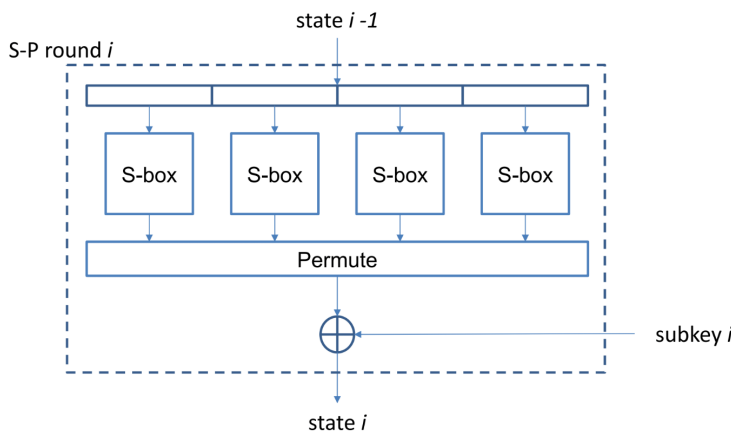 state i -1
S-P round i
S-box S-box S-box S-box
Permute
subkey i
state i